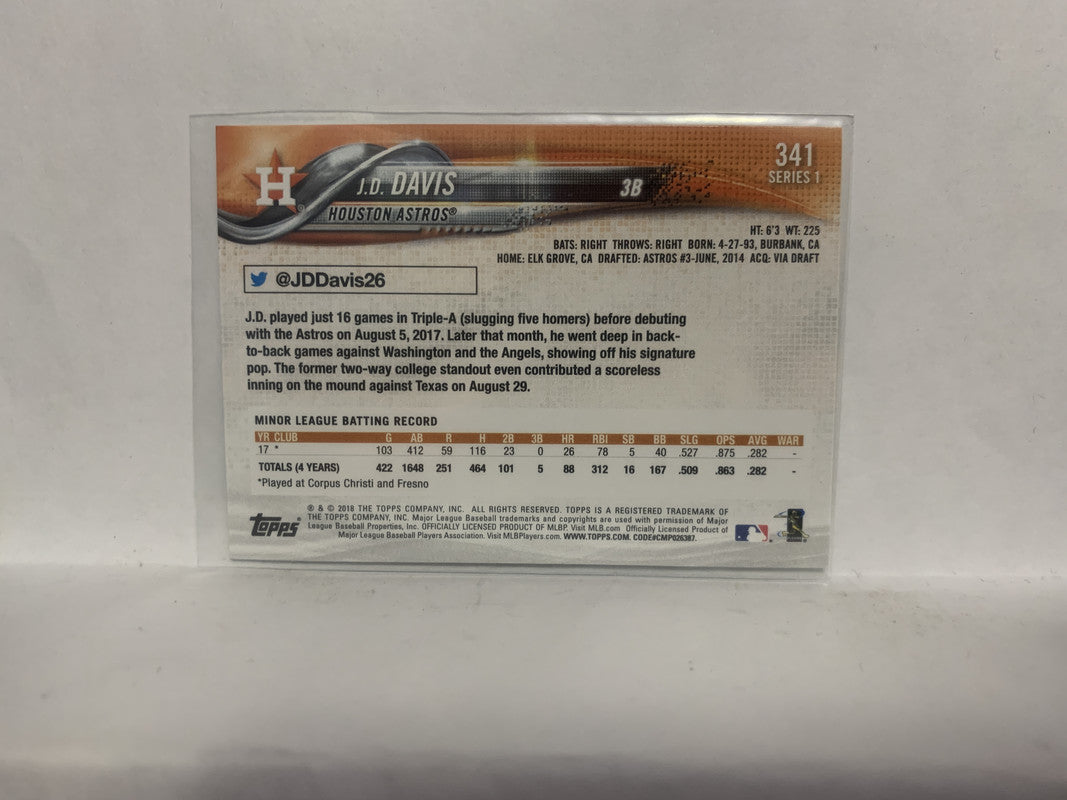 341
SERIES 1
H
J.D. DAVIS
3B
HOUSTON ASTROS®
HT: 6'3 WT: 225
BATS: RIGHT THROWS: RIGHT BORN: 4-27-93, BURBANK, CA
HOME: ELK GROVE, CA DRAFTED: ASTROS #3-JUNE, 2014 ACQ: VIA DRAFT
@JDDavis26
J.D. played just 16 games in Triple-A (slugging five homers) before debuting
with the Astros on August 5, 2017. Later that month, he went deep in back-
to-back games against Washington and the Angels, showing off his signature
pop. The former two-way college standout even contributed a scoreless
inning on the mound against Texas on August 29.
MINOR LEAGUE BATTING RECORD
YR CLUB G AB R H 2B 3B HR RBI SB BB SLG OPS AVG WAR
17 * 103 412 59 116 23 0 26 78 5 40 .527 .875 .282 -
TOTALS (4 YEARS) 422 1648 251 464 101 5 88 312 16 167 .509 .863 .282 -
*Played at Corpus Christi and Fresno
Topps
® & © 2018 THE TOPPS COMPANY, INC. ALL RIGHTS RESERVED. TOPPS IS A REGISTERED TRADEMARK OF
THE TOPPS COMPANY, INC. Major League Baseball trademarks and copyrights are used with permission of Major
League Baseball Properties, Inc. OFFICIALLY LICENSED PRODUCT OF MLBP. Visit MLB.com Officially Licensed Product of
Major League Baseball Players Association. Visit MLBPlayers.com. WWW.TOPPS.COM. CODE#CMP026387.